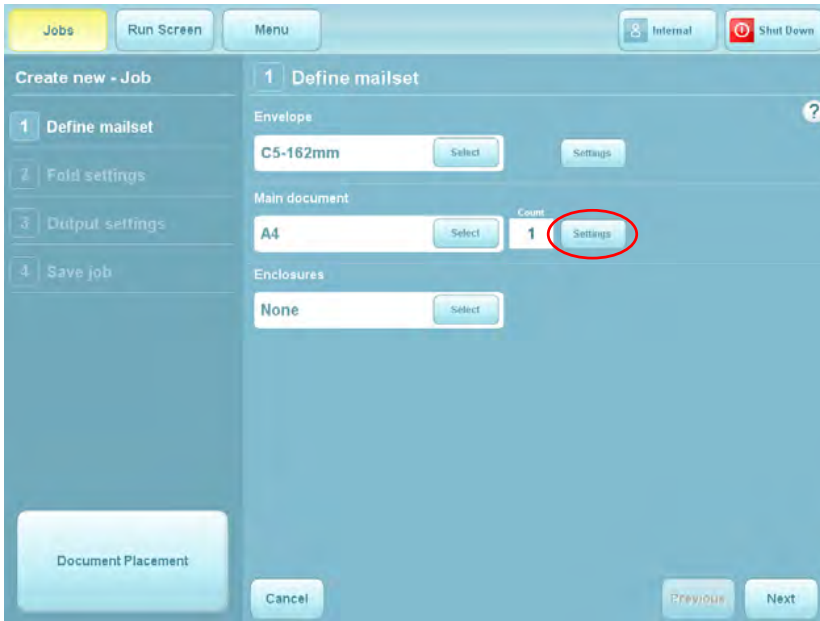 Jobs Run Screen Menu Internal Shut Down
Create new - Job
1 Define mailset
2 Fold settings
3 Output settings
4 Save job
Document Placement
1 Define mailset
?
Envelope
C5-162mm Select Settings
Main document
Count
A4 Select 1 Settings
Enclosures
None Select
Cancel Previous Next